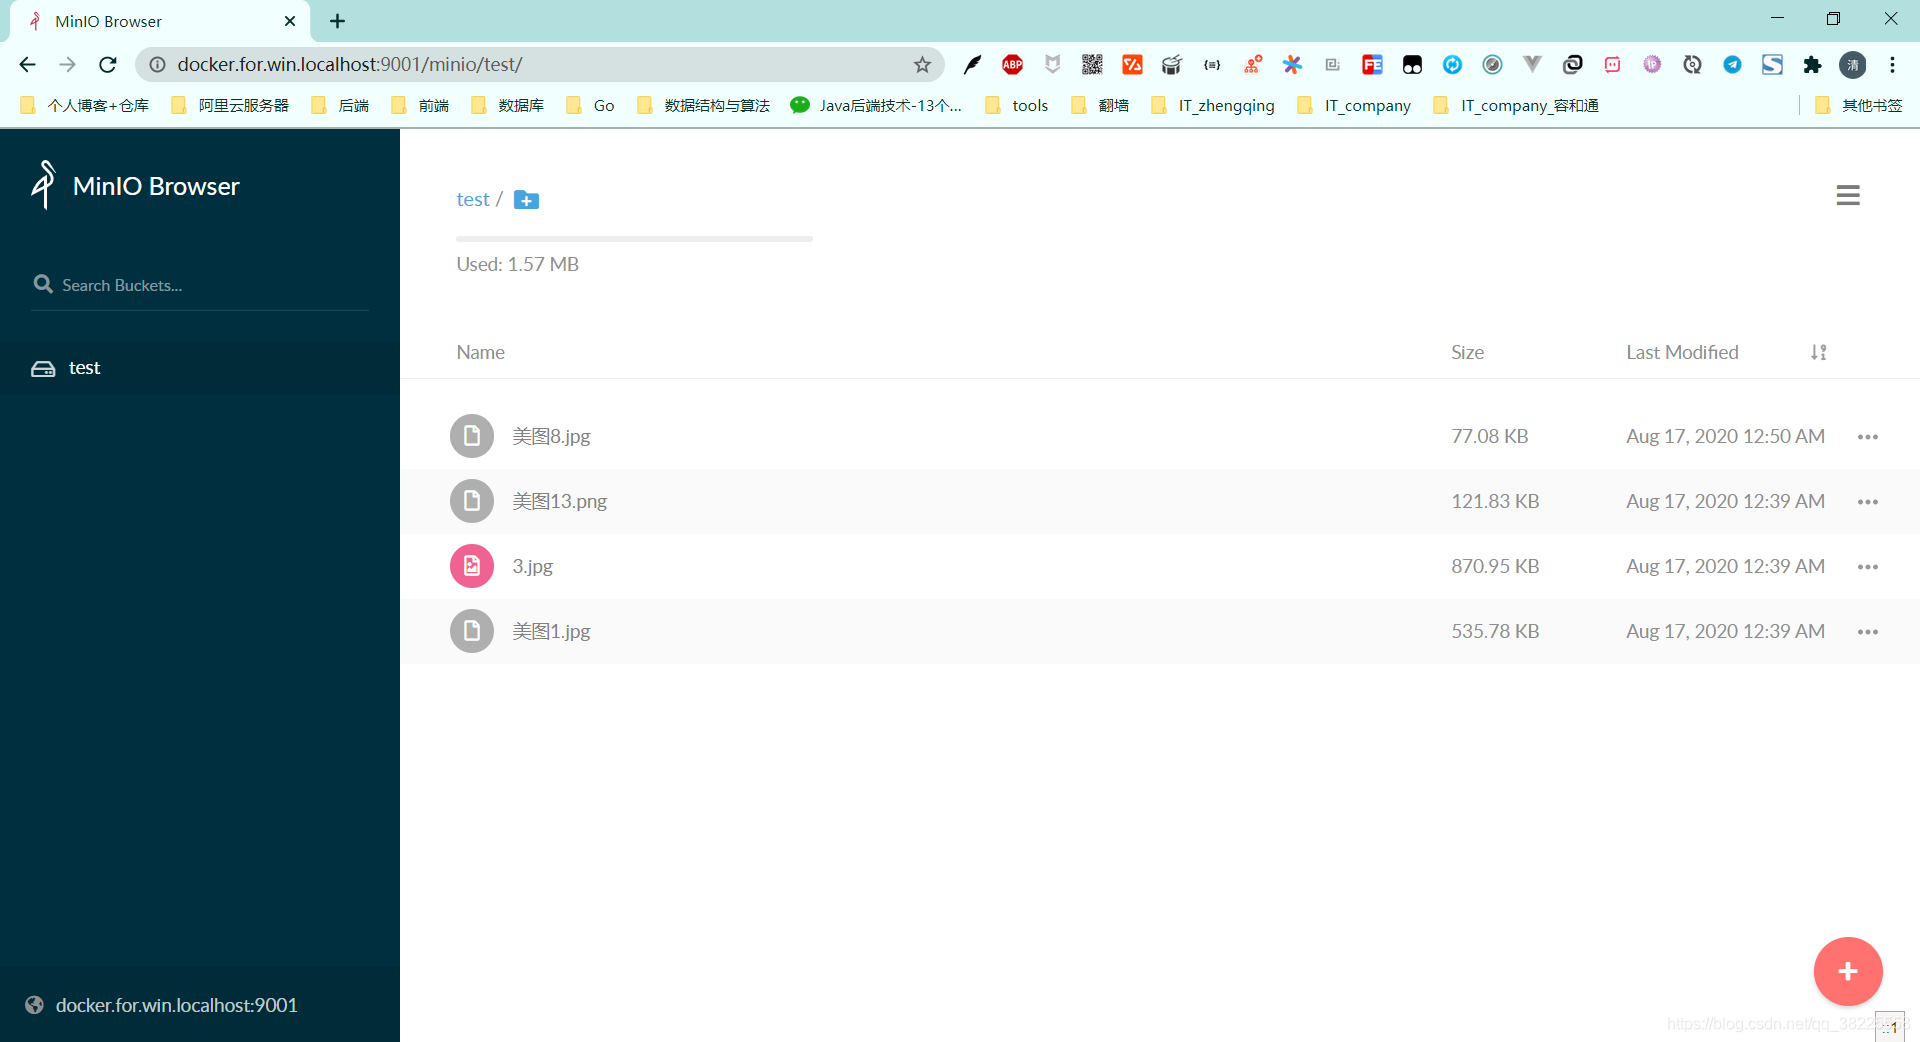 MinIO Browser
docker.for.win.localhost:9001/minio/test/
ABP
FE
清
个人博客+仓库 阿里云服务器 后端 前端 数据库 Go 数据结构与算法 Java后端技术-13个... tools 翻墙 IT_zhengqing IT_company IT_company_容和通 其他书签
MinIO Browser
Search Buckets...
test
test /
Used: 1.57 MB
Name Size Last Modified
美图8.jpg 77.08 KB Aug 17, 2020 12:50 AM
美图13.png 121.83 KB Aug 17, 2020 12:39 AM
3.jpg 870.95 KB Aug 17, 2020 12:39 AM
美图1.jpg 535.78 KB Aug 17, 2020 12:39 AM
docker.for.win.localhost:9001